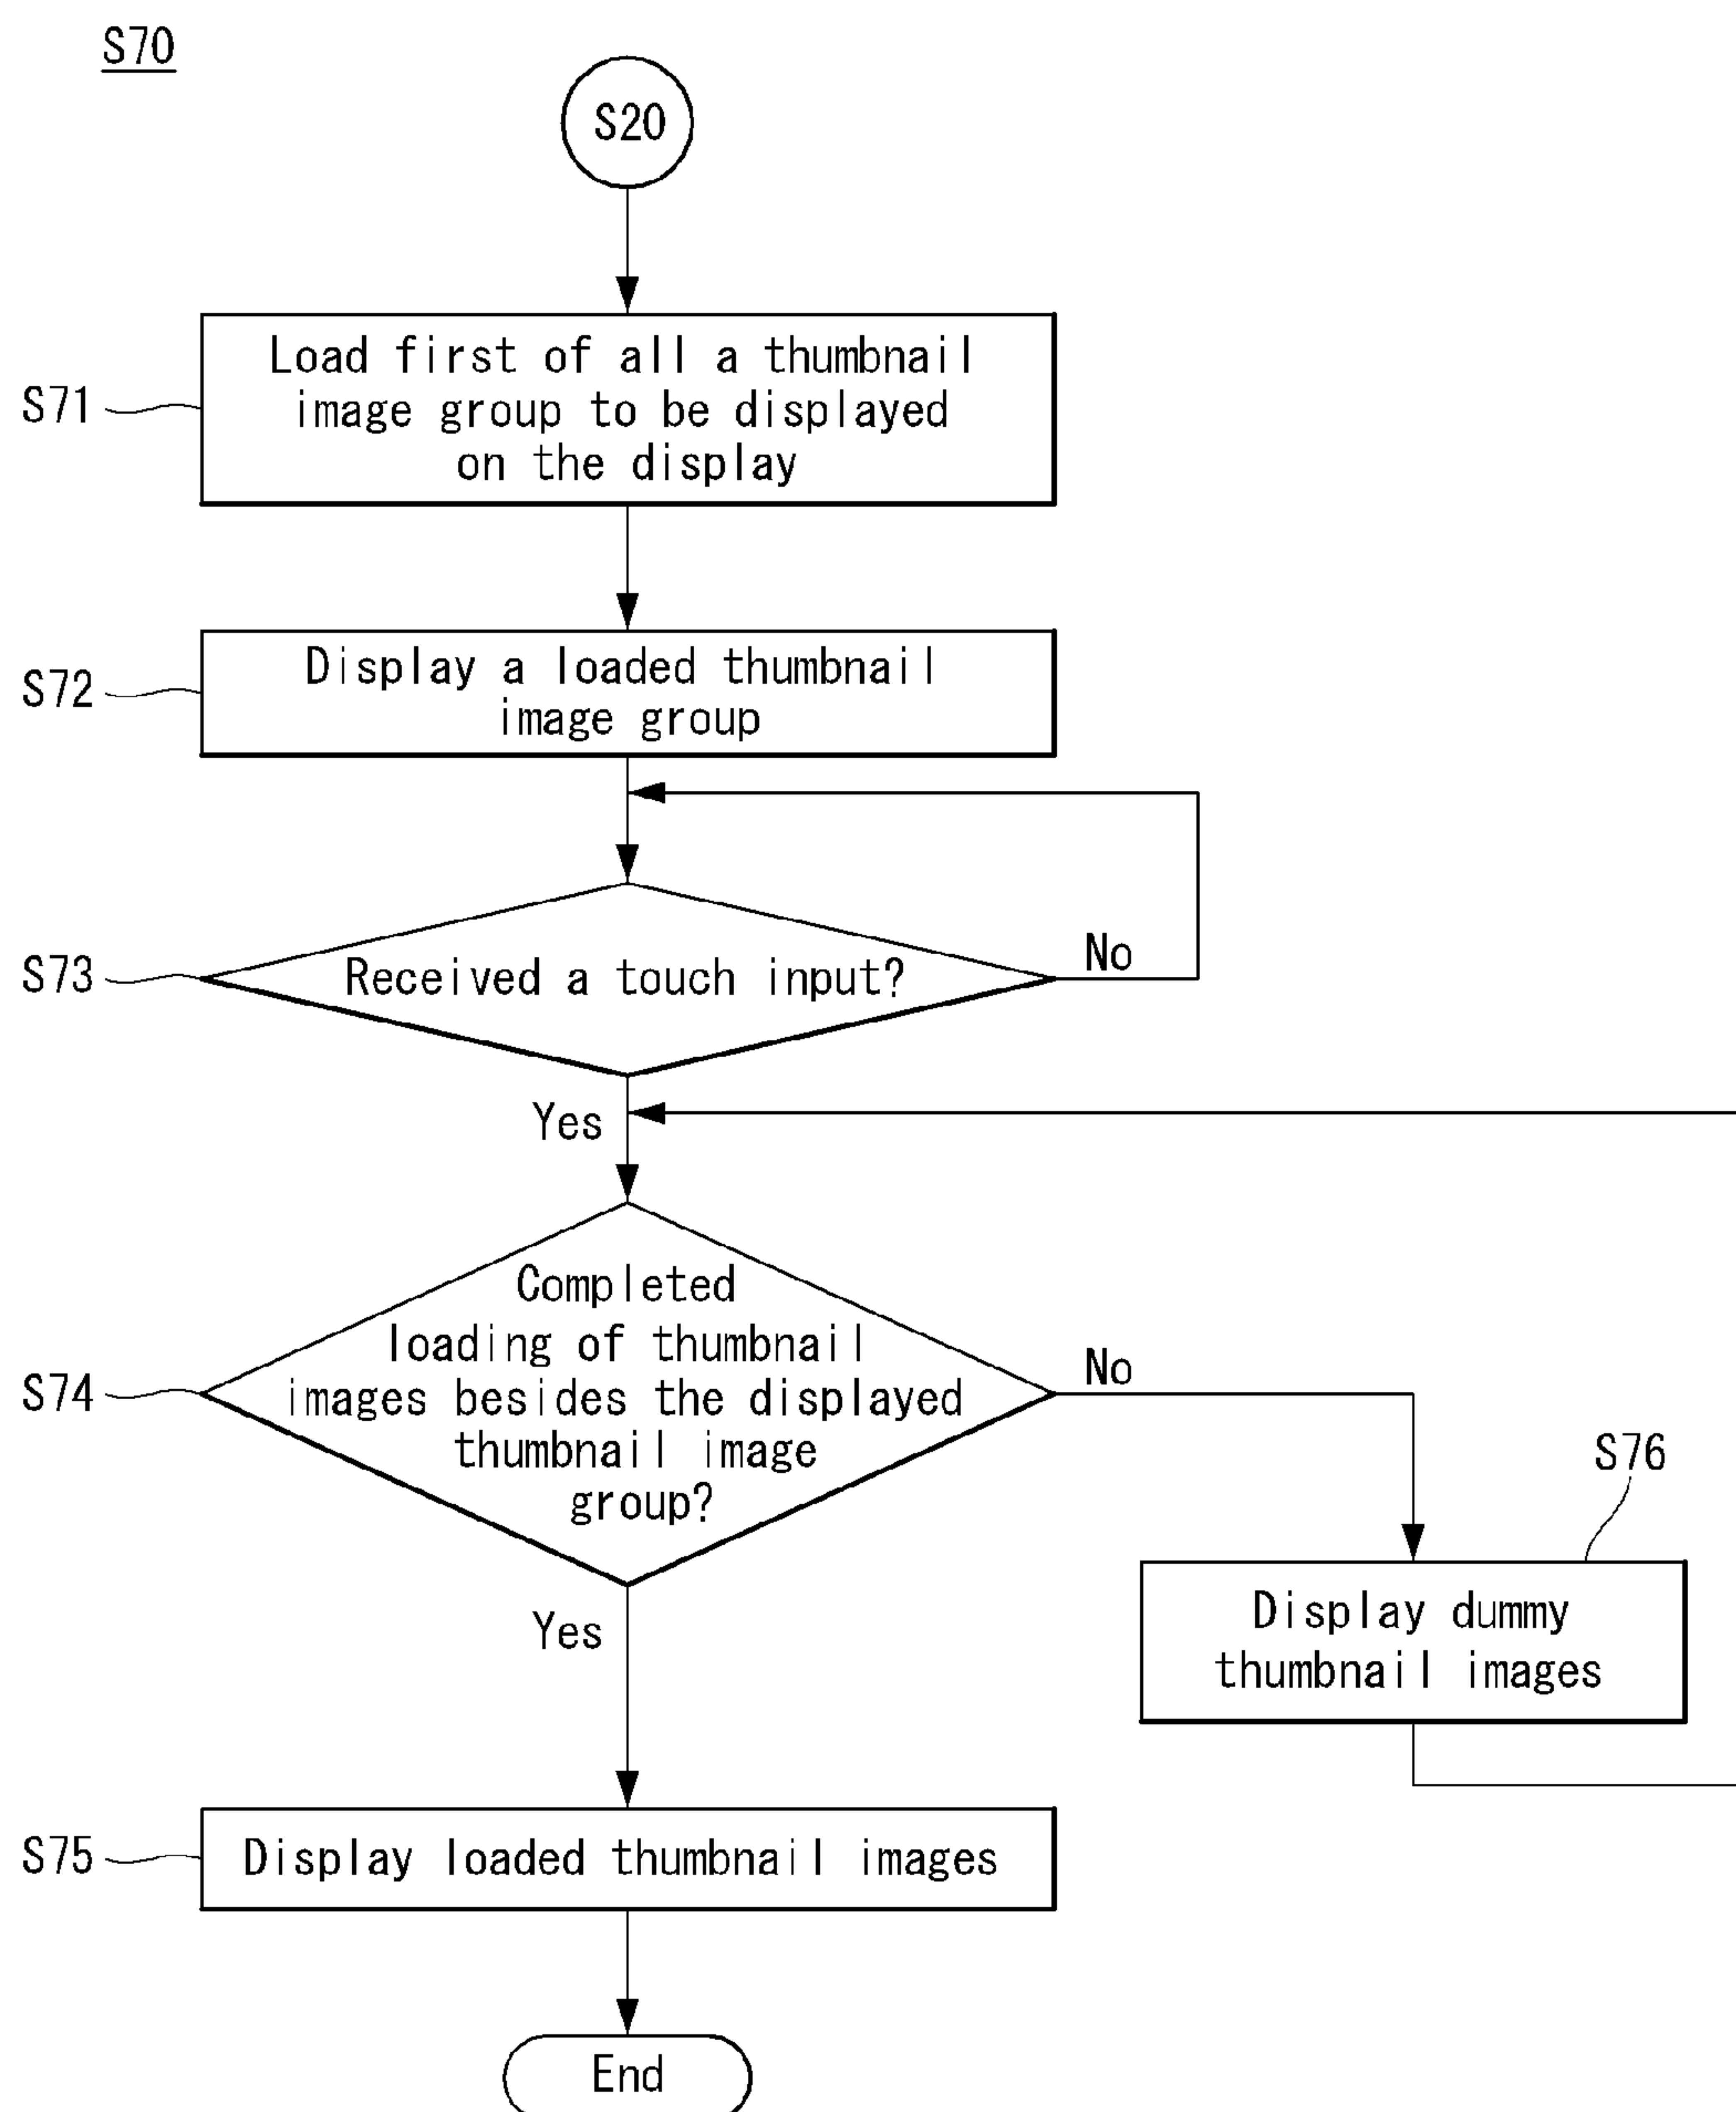 S70
S20
S71
Load first of all a thumbnail
image group to be displayed
on the display
S72
Display a loaded thumbnail
image group
S73
Received a touch input?
No
Yes
S74
Completed
loading of thumbnail
images besides the displayed
thumbnail image
group?
No
S76
Display dummy
thumbnail images
Yes
S75
Display loaded thumbnail images
End